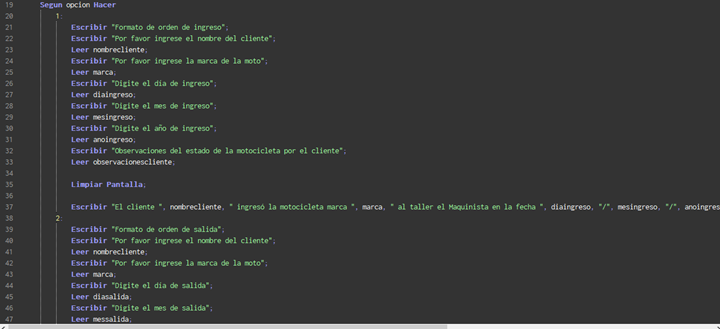 19 Segun opcion Hacer
20 1:
21 Escribir "Formato de orden de ingreso";
22 Escribir "Por favor ingrese el nombre del cliente";
23 Leer nombrecliente;
24 Escribir "Por favor ingrese la marca de la moto";
25 Leer marca;
26 Escribir "Digite el día de ingreso";
27 Leer diaingreso;
28 Escribir "Digite el mes de ingreso";
29 Leer mesingreso;
30 Escribir "Digite el año de ingreso";
31 Leer anoingreso;
32 Escribir "Observaciones del estado de la motocicleta por el cliente";
33 Leer observacionescliente;
34
35 Limpiar Pantalla;
36
37 Escribir "El cliente ", nombrecliente, " ingresó la motocicleta marca ", marca, " al taller el Maquinista en la fecha ", diaingreso, "/", mesingreso, "/", anoingres
38 2:
39 Escribir "Formato de orden de salida";
40 Escribir "Por favor ingrese el nombre del cliente";
41 Leer nombrecliente;
42 Escribir "Por favor ingrese la marca de la moto";
43 Leer marca;
44 Escribir "Digite el día de salida";
45 Leer diasalida;
46 Escribir "Digite el mes de salida";
47 Leer messalida;